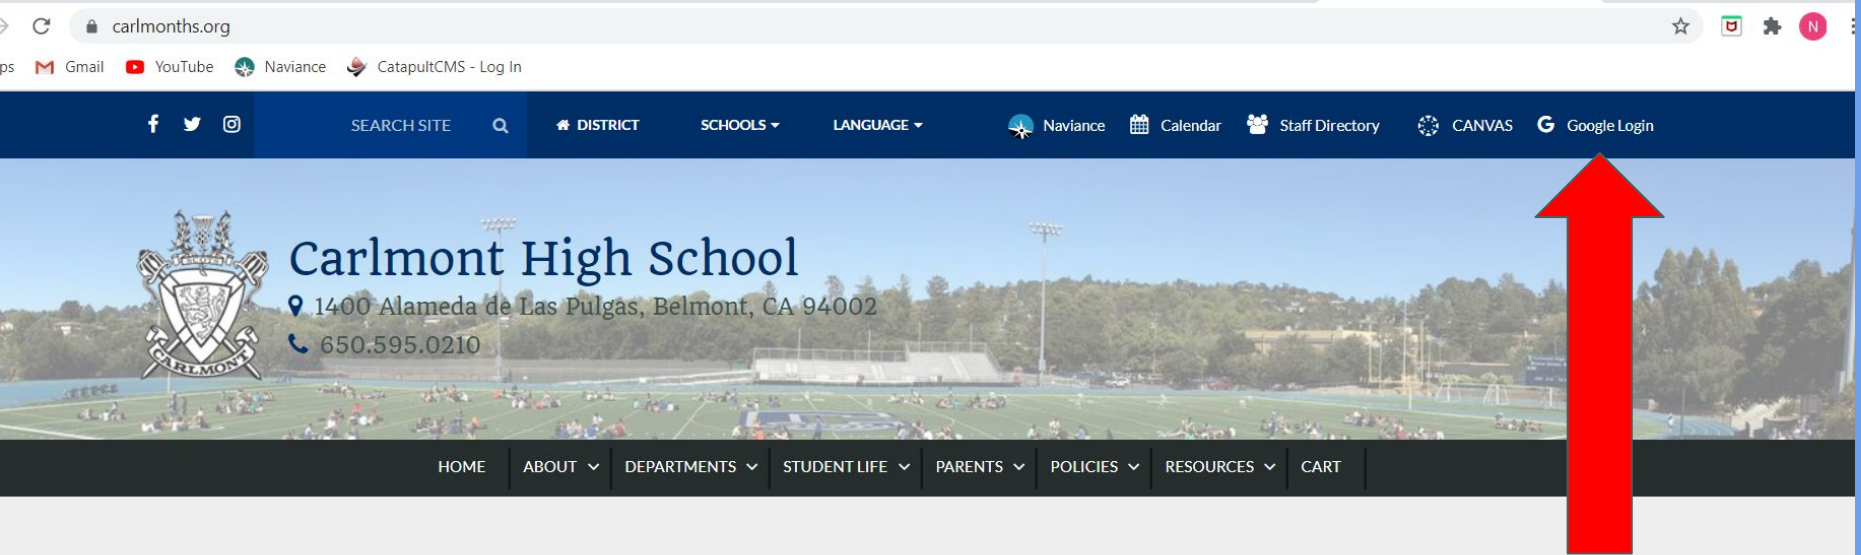 carlmonths.org
N
ps Gmail YouTube Naviance CatapultCMS - Log In
SEARCH SITE DISTRICT SCHOOLS LANGUAGE Naviance Calendar Staff Directory CANVAS G Google Login
SCOTS
CARLMONT
Carlmont High School
1400 Alameda de Las Pulgas, Belmont, CA 94002
650.595.0210
HOME ABOUT DEPARTMENTS STUDENT LIFE PARENTS POLICIES RESOURCES CART